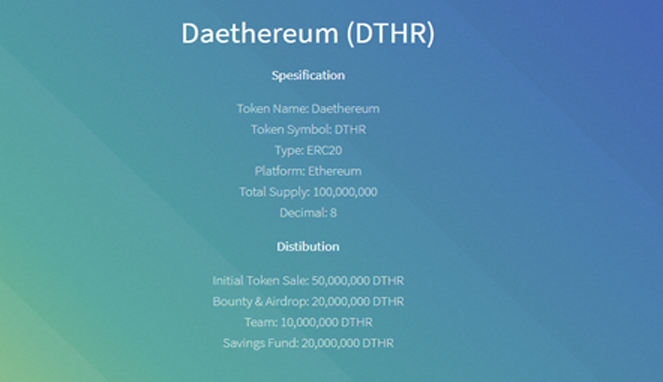 Daethereum (DTHR)
Spesification
Token Name: Daethereum
Token Symbol: DTHR
Type: ERC20
Platform: Ethereum
Total Supply: 100,000,000
Decimal: 8
Distibution
Initial Token Sale: 50,000,000 DTHR
Bounty & Airdrop: 20,000,000 DTHR
Team: 10,000,000 DTHR
Savings Fund: 20,000,000 DTHR